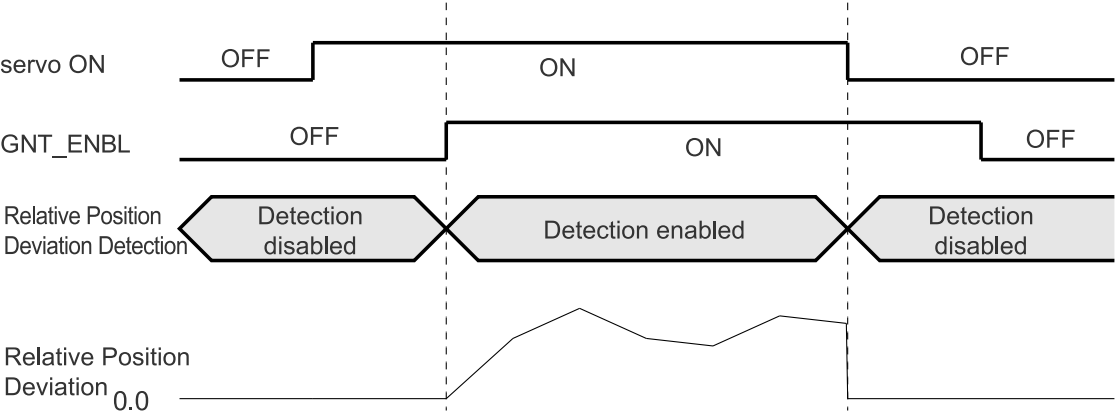 servo ON
OFF
ON
OFF
GNT_ENBL
OFF
ON
OFF
Relative Position
Deviation Detection
Detection
disabled
Detection enabled
Detection
disabled
Relative Position
Deviation
0.0